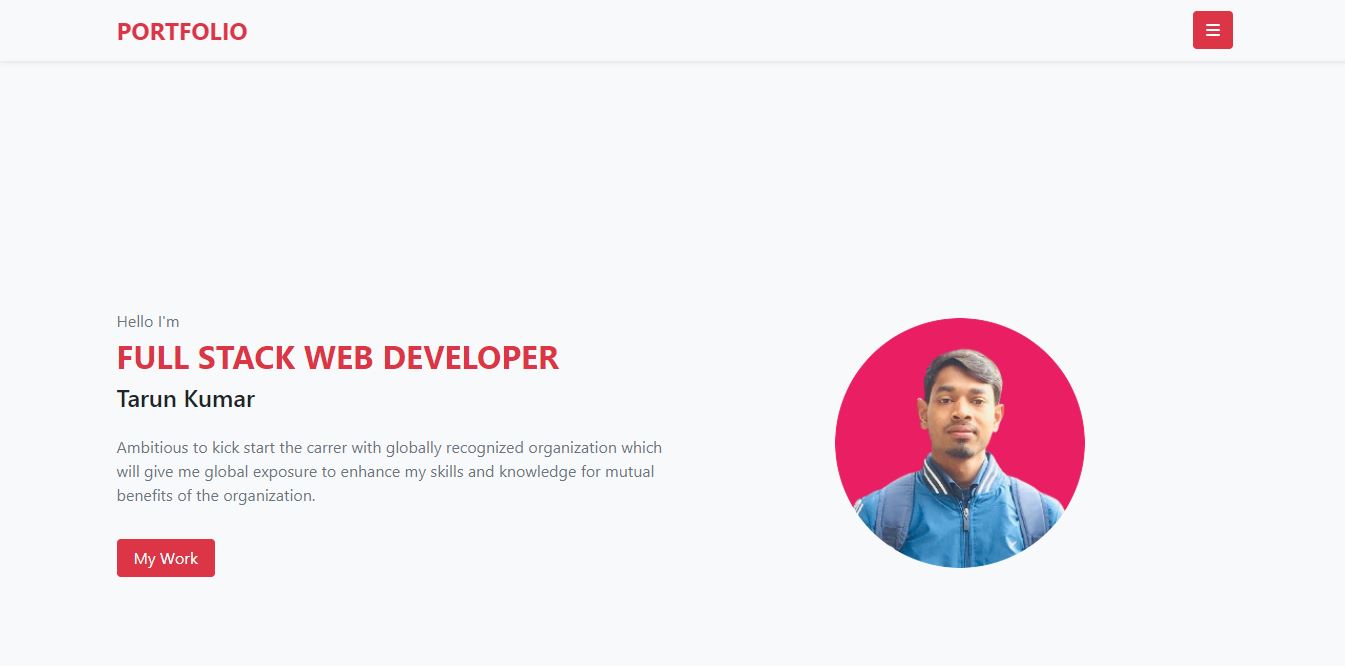 PORTFOLIO
Hello I'm
FULL STACK WEB DEVELOPER
Tarun Kumar
Ambitious to kick start the carrer with globally recognized organization which
will give me global exposure to enhance my skills and knowledge for mutual
benefits of the organization.
My Work